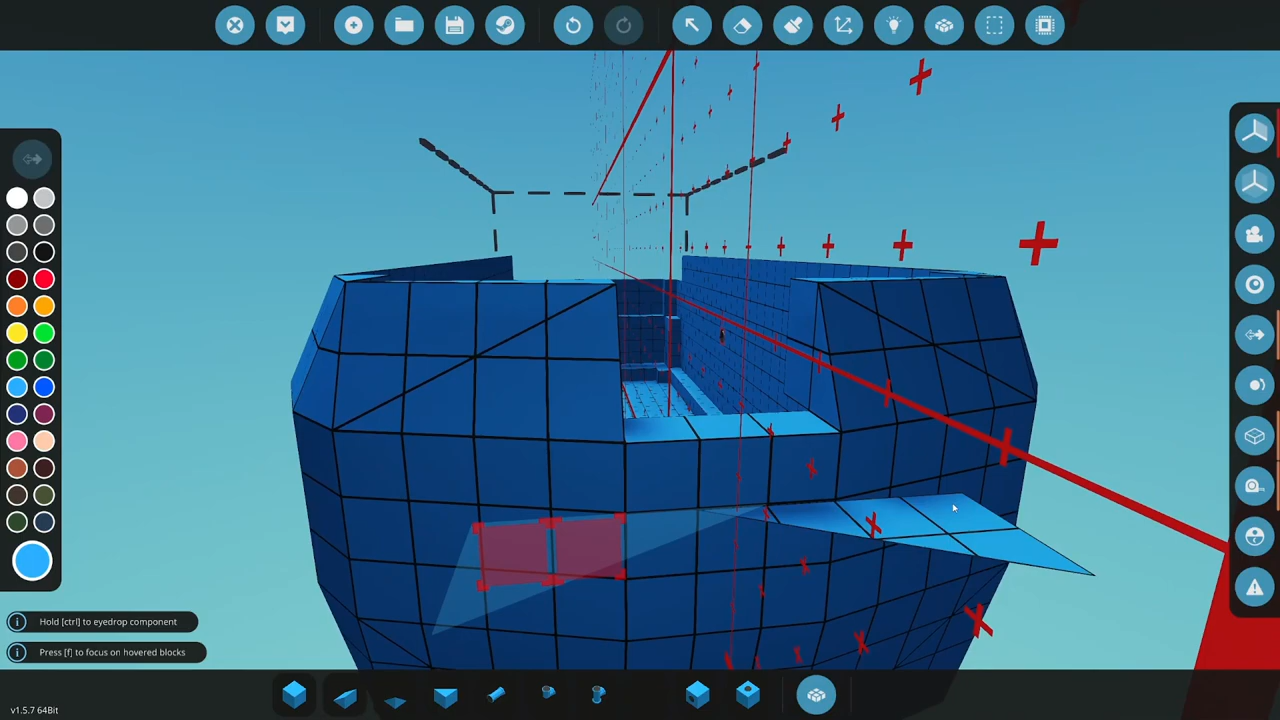 Hold [ctrl] to eyedrop component
Press [f] to focus on hovered blocks
v1.5.7 64Bit